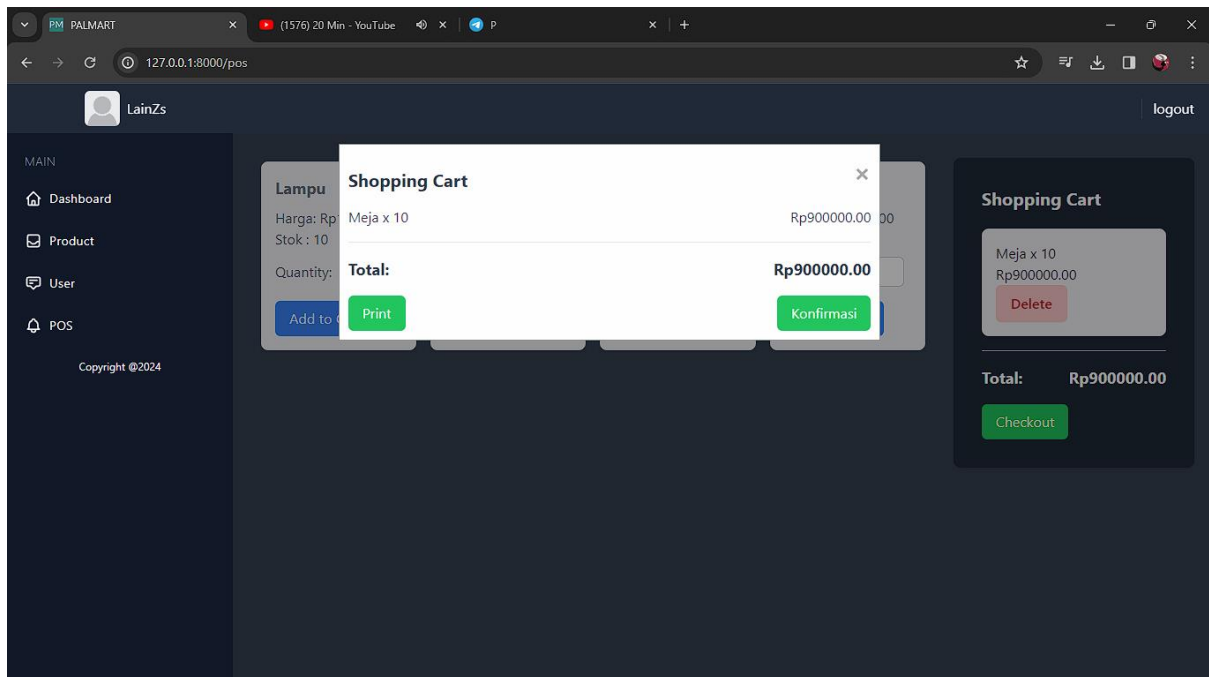 PM PALMART
(1576) 20 Min - YouTube
P
127.0.0.1:8000/pos
LainZs
logout
MAIN
Dashboard
Product
User
POS
Copyright @2024
Lampu
Harga: Rp
Stok : 10
Quantity:
Add to
Shopping Cart
Meja x 10 Rp900000.00
Total: Rp900000.00
Print Konfirmasi
00
Shopping Cart
Meja x 10
Rp900000.00
Delete
Total: Rp900000.00
Checkout